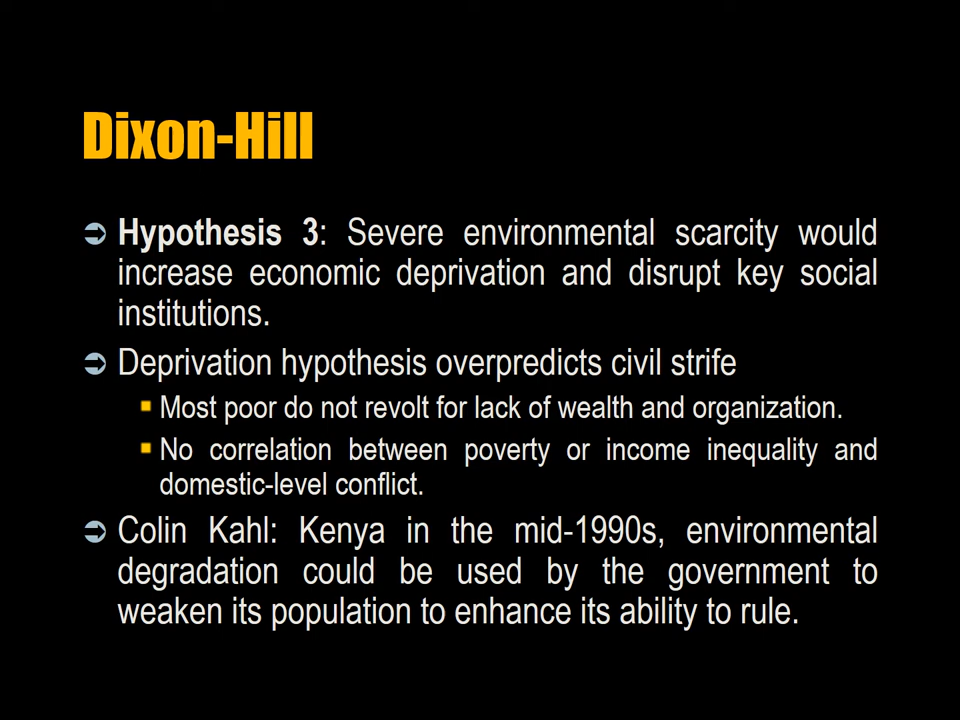 Dixon-Hill
Hypothesis 3: Severe environmental scarcity would
increase economic deprivation and disrupt key social
institutions.
Deprivation hypothesis overpredicts civil strife
Most poor do not revolt for lack of wealth and organization.
No correlation between poverty or income inequality and
domestic-level conflict.
Colin Kahl: Kenya in the mid-1990s, environmental
degradation could be used by the government to
weaken its population to enhance its ability to rule.